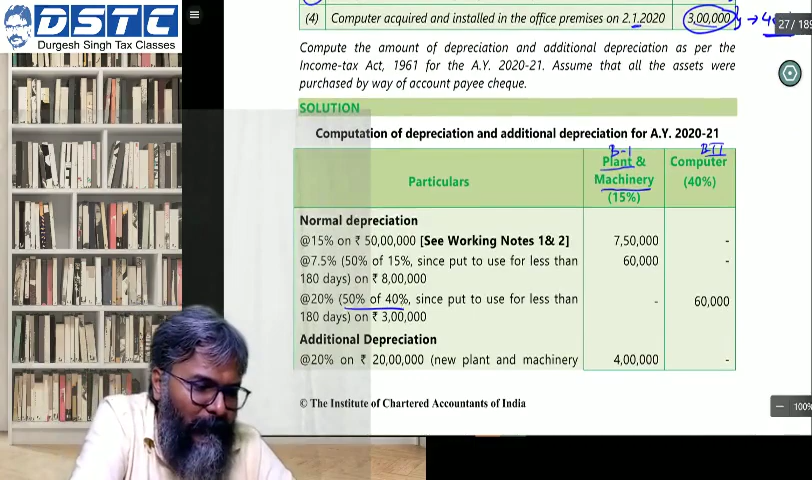 DSTC
Durgesh Singh Tax Classes
(4) Computer acquired and installed in the office premises on 2.1.2020 3,00,000
27/189
Compute the amount of depreciation and additional depreciation as per the
Income-tax Act, 1961 for the A.Y. 2020-21. Assume that all the assets were
purchased by way of account payee cheque.
SOLUTION
Computation of depreciation and additional depreciation for A.Y. 2020-21
B-I BII
Particulars Plant & Machinery (15%) Computer (40%)
Normal depreciation
@15% on ₹ 50,00,000 [See Working Notes 1& 2] 7,50,000 -
@7.5% (50% of 15%, since put to use for less than 60,000 -
180 days) on ₹ 8,00,000
@20% (50% of 40%, since put to use for less than - 60,000
180 days) on ₹ 3,00,000
Additional Depreciation
@20% on ₹ 20,00,000 (new plant and machinery 4,00,000 -
© The Institute of Chartered Accountants of India
100%